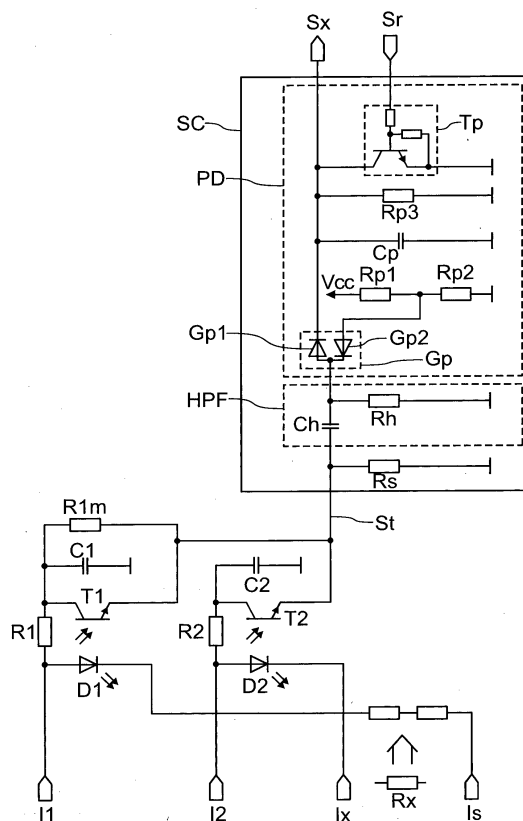 Sx
Sr
SC
Tp
PD
Rp3
Cp
Vcc
Rp1
Rp2
Gp1
Gp2
Gp
HPF
Rh
Ch
Rs
R1m
St
C1
C2
T1
T2
R1
R2
D1
D2
Rx
I1
I2
Ix
Is